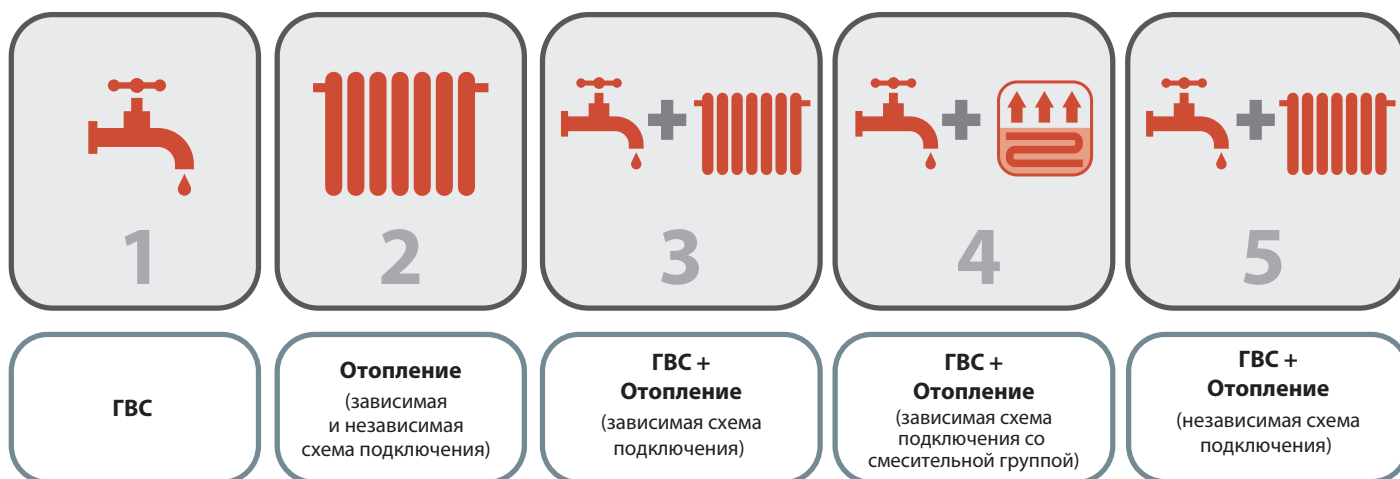 1
2
3
4
5
ГВС
Отопление
(зависимая
и независимая
схема подключения)
ГВС +
Отопление
(зависимая схема
подключения)
ГВС +
Отопление
(зависимая схема
подключения со
смесительной группой)
ГВС +
Отопление
(независимая схема
подключения)